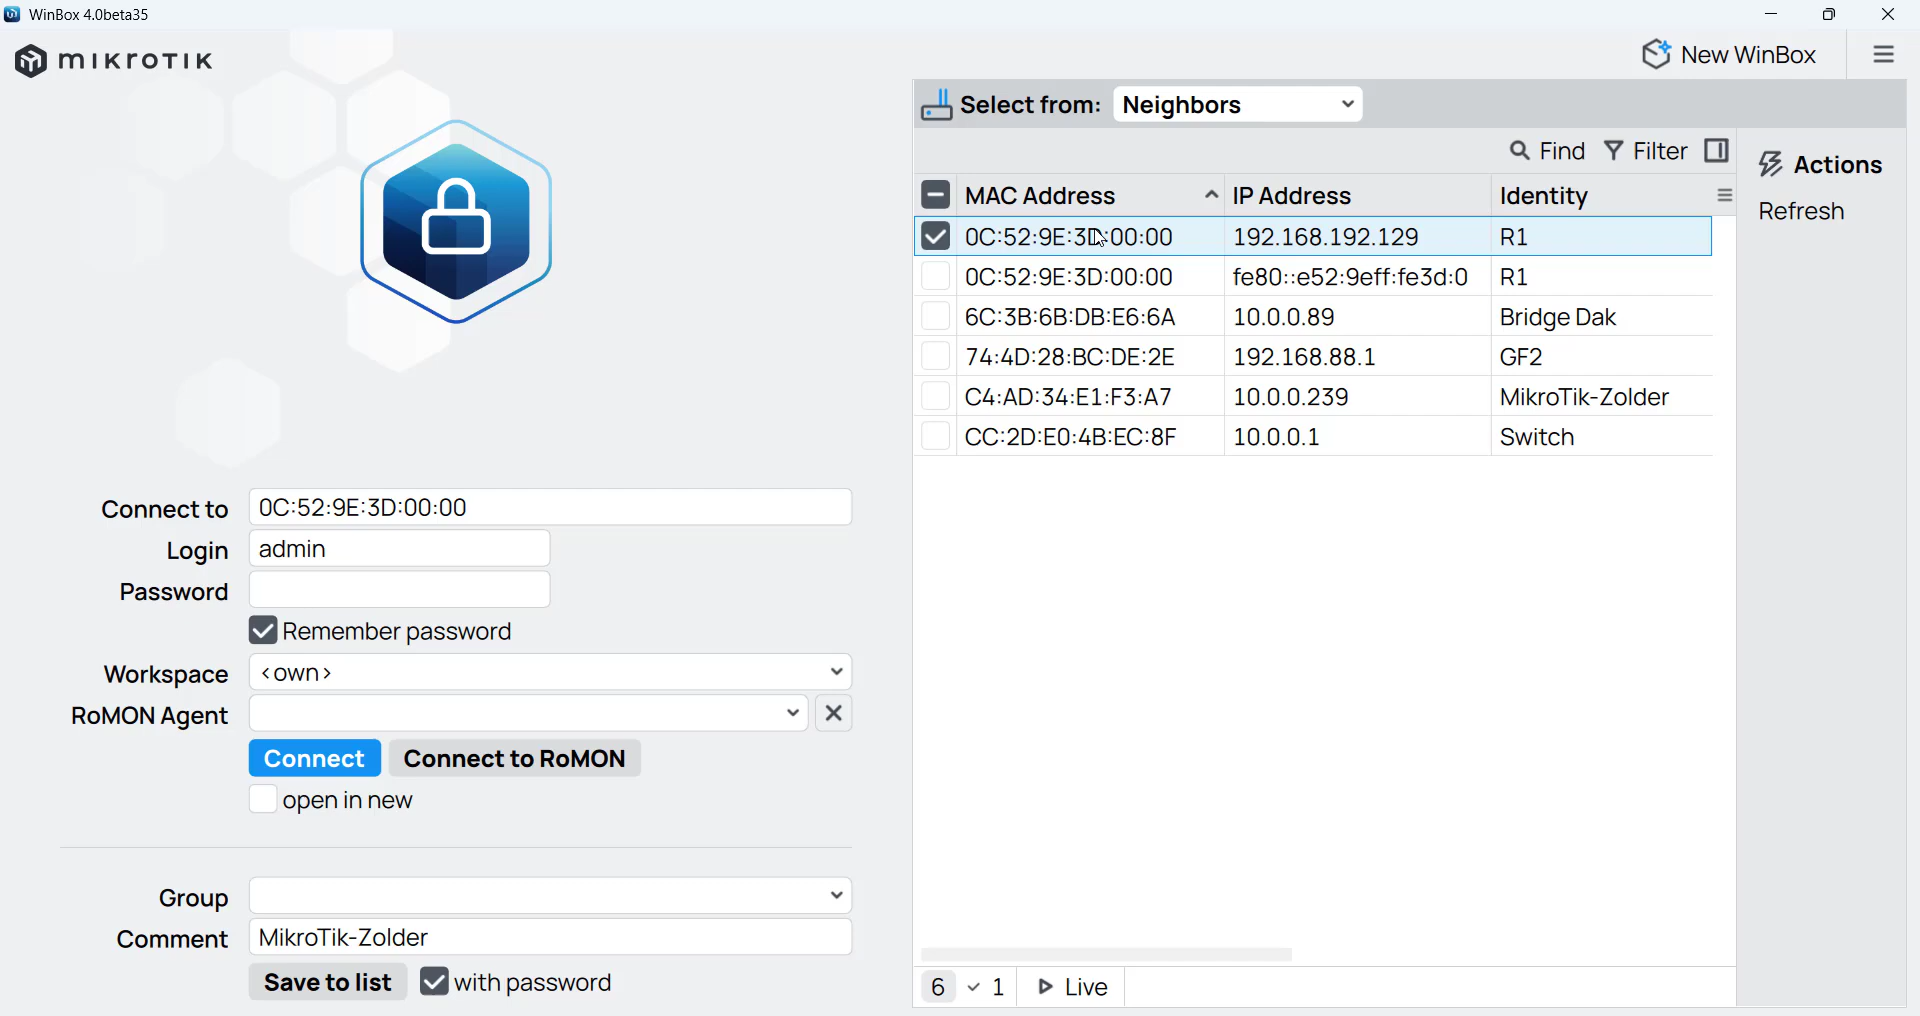 WinBox 4.0beta35
MIKROTIK
New WinBox
Select from: Neighbors
Find Filter
Actions
Refresh
MAC Address IP Address Identity
0C:52:9E:3D:00:00 192.168.192.129 R1
0C:52:9E:3D:00:00 fe80::e52:9eff:fe3d:0 R1
6C:3B:6B:DB:E6:6A 10.0.0.89 Bridge Dak
74:4D:28:BC:DE:2E 192.168.88.1 GF2
C4:AD:34:E1:F3:A7 10.0.0.239 MikroTik-Zolder
CC:2D:E0:4B:EC:8F 10.0.0.1 Switch
Connect to 0C:52:9E:3D:00:00
Login admin
Password
Remember password
Workspace <own>
RoMON Agent
Connect Connect to RoMON
open in new
Group
Comment MikroTik-Zolder
Save to list with password
6 1 Live